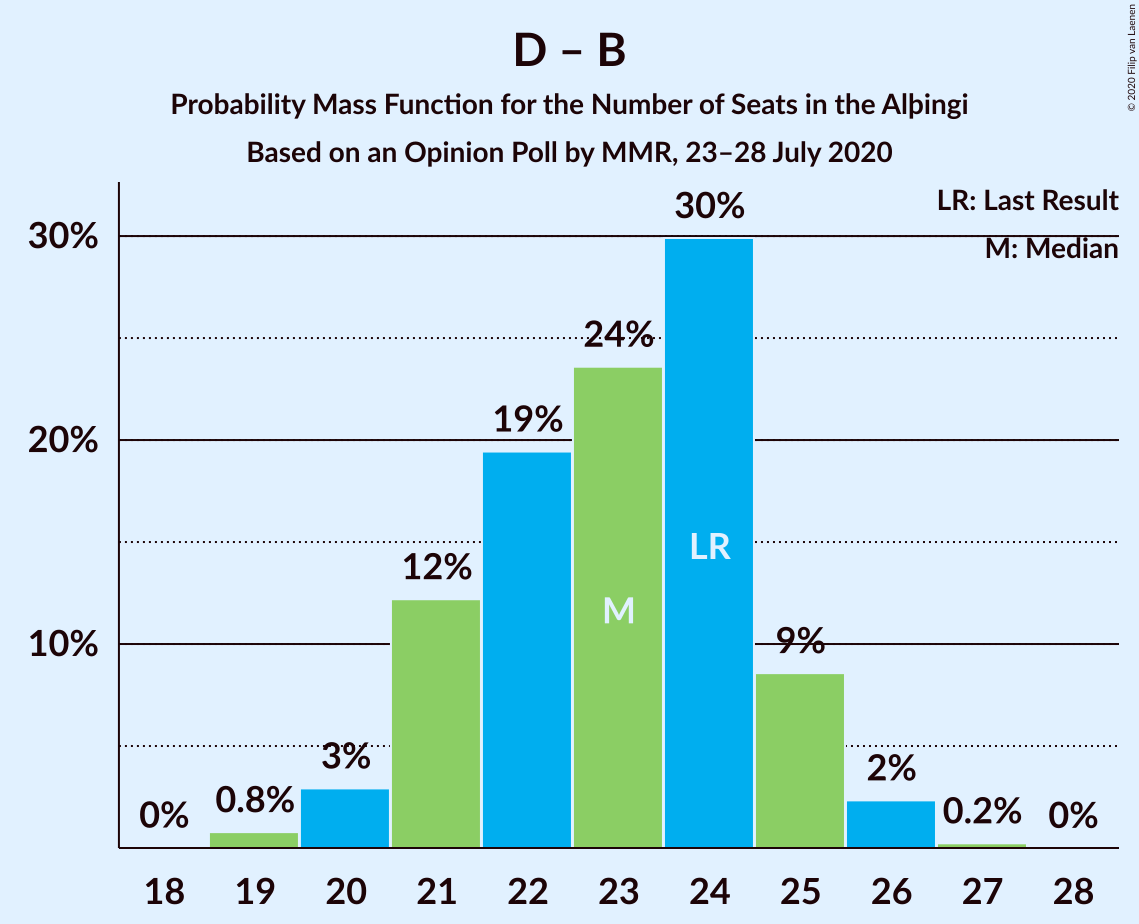 D – B
Probability Mass Function for the Number of Seats in the Alþingi
Based on an Opinion Poll by MMR, 23–28 July 2020
© 2020 Filip van Laenen
LR: Last Result
M: Median
30%
20%
10%
0%
0.8%
3%
12%
19%
24%
30%
9%
2%
0.2%
0%
M
LR
18 19 20 21 22 23 24 25 26 27 28